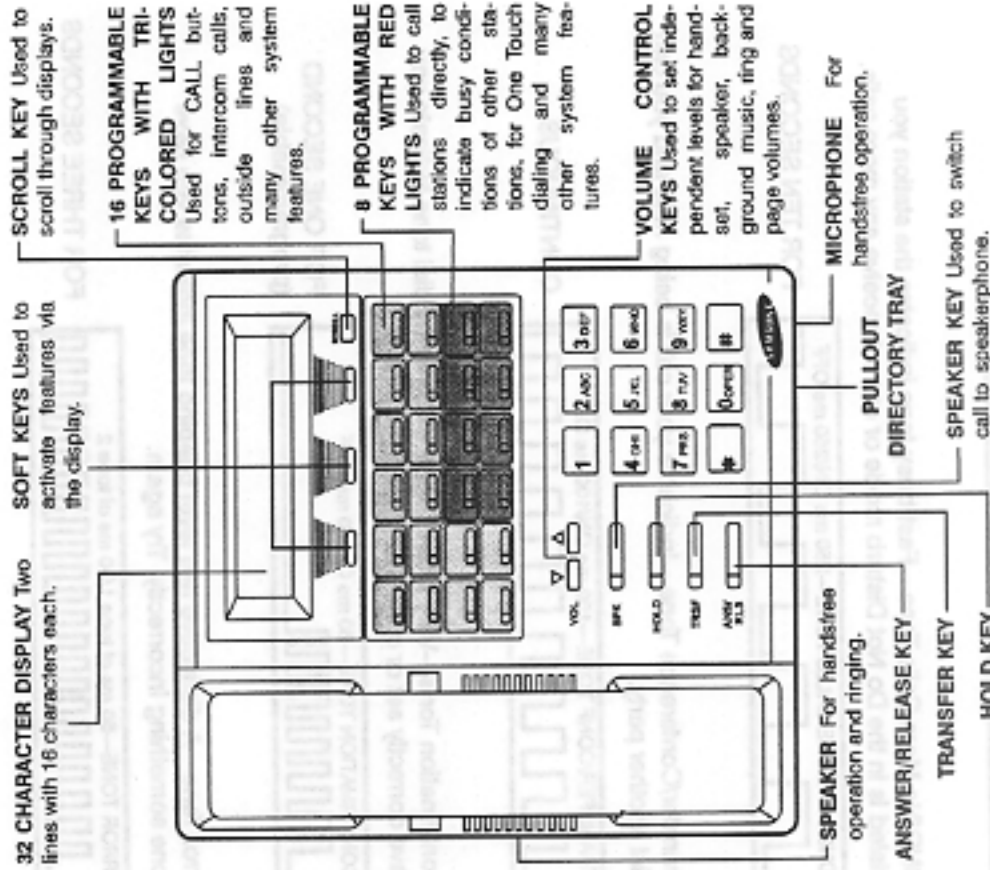 32 CHARACTER DISPLAY Two
lines with 16 characters each.
SOFT KEYS Used to
activate features via
the display.
SCROLL KEY Used to
scroll through displays.
16 PROGRAMMABLE
KEYS WITH TRI-
COLORED LIGHTS
Used for CALL but-
tons, intercom calls,
outside lines and
many other system
features.
8 PROGRAMMABLE
KEYS WITH RED
LIGHTS Used to call
stations directly, to
indicate busy condi-
tions of other sta-
tions, for One Touch
dialing and many
other system fea-
tures.
VOLUME CONTROL
KEYS Used to set inde-
pendent levels for hand-
set, speaker, back-
ground music, ring and
page volumes.
MICROPHONE For
handsfree operation.
PULLOUT
DIRECTORY TRAY
SPEAKER KEY Used to switch
call to speakerphone.
SPEAKER For handsfree
operation and ringing.
ANSWER/RELEASE KEY
TRANSFER KEY
HOLD KEY
VOL
SPK
HOLD
TRSF
ANS
RLS
1
2 ABC
3 DEF
4 GHI
5 JKL
6 MNO
7 PRS
8 TUV
9 WXY
*
0 OPER
#
SAMSUNG